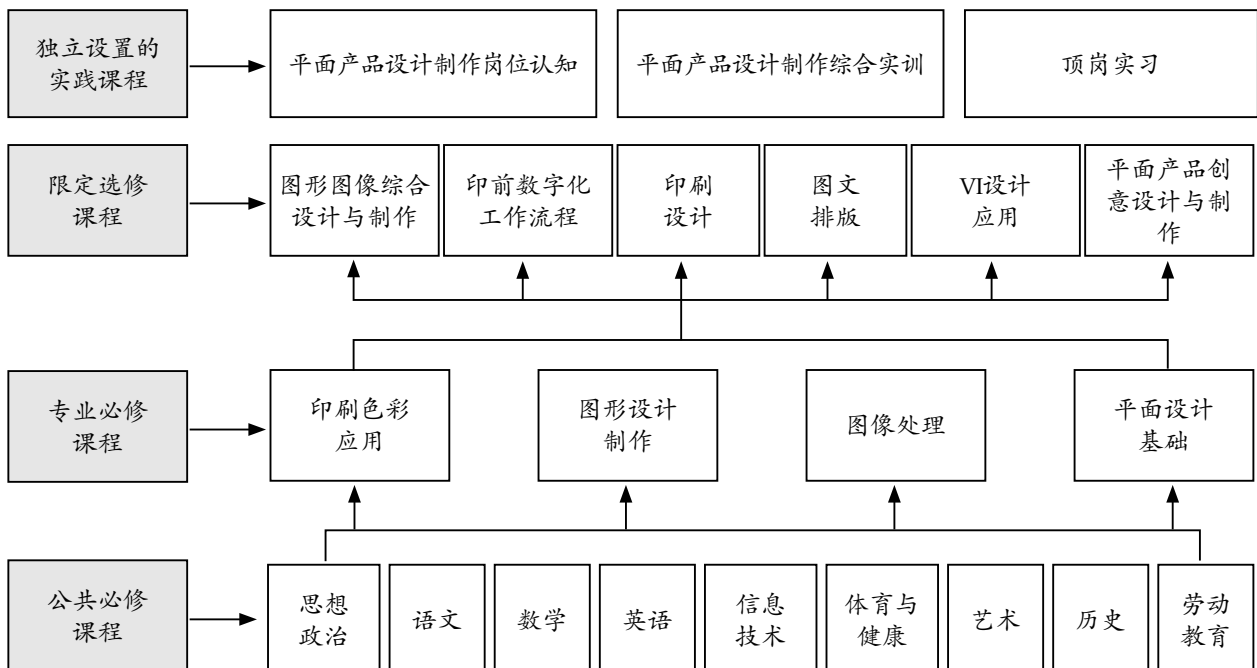 独立设置的
实践课程
平面产品设计制作岗位认知
平面产品设计制作综合实训
顶岗实习
限定选修
课程
图形图像综合
设计与制作
印前数字化
工作流程
印刷
设计
图文
排版
VI设计
应用
平面产品创
意设计与制
作
专业必修
课程
印刷色彩
应用
图形设计
制作
图像处理
平面设计
基础
公共必修
课程
思想
政治
语文
数学
英语
信息
技术
体育与
健康
艺术
历史
劳动
教育